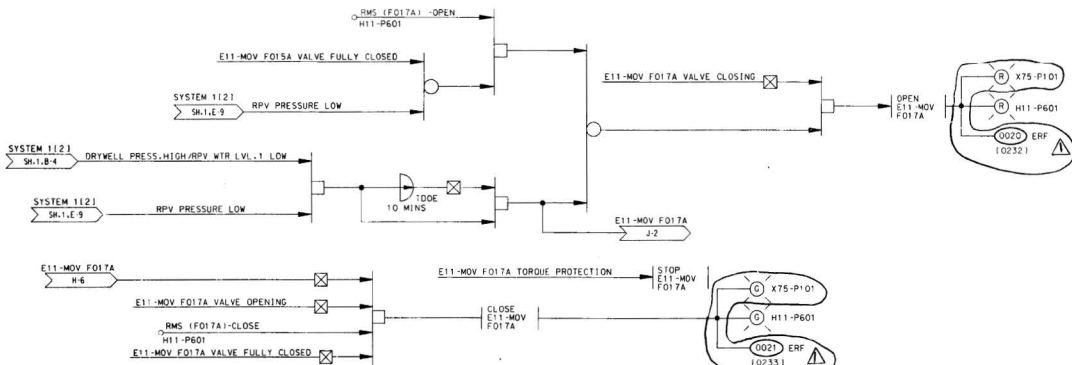 RMS (F017A) -OPEN
H11-P601
E11-MOV F015A VALVE FULLY CLOSED
SYSTEM 1[2]
SH.1.E-9
RPV PRESSURE LOW
E11-MOV F017A VALVE CLOSING
OPEN
E11-MOV
F017A
R X75-P101
R H11-P601
0020 ERF
[0232]
1
SYSTEM 1[2]
SH.1.B-4
DRYWELL PRESS.HIGH/RPV WTR LVL.1 LOW
SYSTEM 1[2]
SH.1.E-9
RPV PRESSURE LOW
TDOE
10 MINS
E11-MOV F017A
J-2
E11-MOV F017A
H-6
E11-MOV F017A VALVE OPENING
RMS (F017A)-CLOSE
H11-P601
E11-MOV F017A VALVE FULLY CLOSED
E11-MOV F017A TORQUE PROTECTION
STOP
E11-MOV
F017A
CLOSE
E11-MOV
F017A
G X75-P101
G H11-P601
0021 ERF
[0233]
1